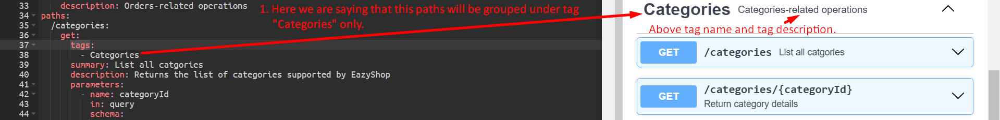 33 description: Orders-related operations
34 paths:
35 /categories:
36 get:
37 tags:
38 - Categories
39 summary: List all catgories
40 description: Returns the list of categories supported by EazyShop
41 parameters:
42 - name: categoryId
43 in: query
44 schema:
1. Here we are saying that this paths will be grouped under tag
"Categories" only.
Categories Categories-related operations
Above tag name and tag description.
GET /categories List all catgories
GET /categories/{categoryId}
Return category details